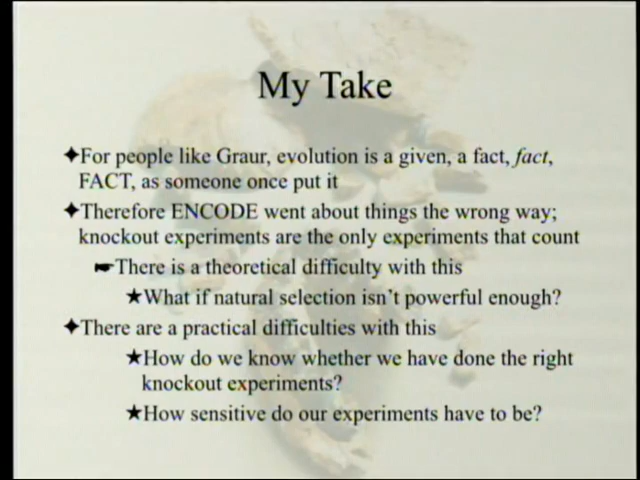 My Take
For people like Graur, evolution is a given, a fact, fact,
FACT, as someone once put it
Therefore ENCODE went about things the wrong way;
knockout experiments are the only experiments that count
There is a theoretical difficulty with this
What if natural selection isn't powerful enough?
There are a practical difficulties with this
How do we know whether we have done the right
knockout experiments?
How sensitive do our experiments have to be?